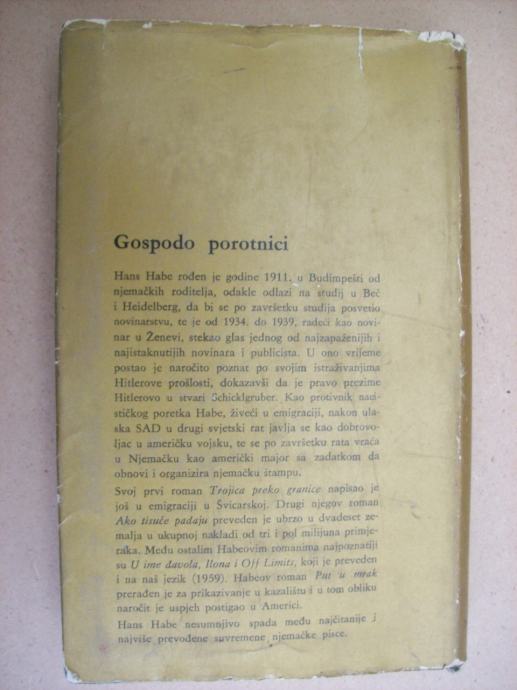 Gospodo porotnici
Hans Habe rođen je godine 1911. u Budimpešti od
njemačkih roditelja, odakle odlazi na studij u Beč
i Heidelberg, da bi se po završetku studija posvetio
novinarstvu, te je od 1934. do 1939, radeći kao novi-
nar u Ženevi, stekao glas jednog od najzapaženijih i
najistaknutijih novinara i publicista. U ono vrijeme
postao je naročito poznat po svojim istraživanjima
Hitlerove prošlosti, dokazavši da je pravo prezime
Hitlerovo u stvari Schicklgruber. Kao protivnik naci-
stičkog poretka Habe, živeći u emigraciji, nakon ula-
ska SAD u drugi svjetski rat javlja se kao dobrovo-
ljac u američku vojsku, te se po završetku rata vraća
u Njemačku kao američki major sa zadatkom da
obnovi i organizira njemačku štampu.
Svoj prvi roman Trojica preko granice napisao je
još u emigraciji u Švicarskoj. Drugi njegov roman
Ako tisuće padaju preveden je ubrzo u dvadeset ze-
malja u ukupnoj nakladi od tri i pol milijuna primje-
raka. Među ostalim Habeovim romanima najpoznatiji
su U ime đavola, Ilona i Off Limits, koji je preveden
i na naš jezik (1959). Habeov roman Put u mrak
prerađen je za prikazivanje u kazalištu i u tom obliku
naročit je uspjeh postigao u Americi.
Hans Habe nesumnjivo spada među najčitanije i
najviše prevođene suvremene njemačke pisce.